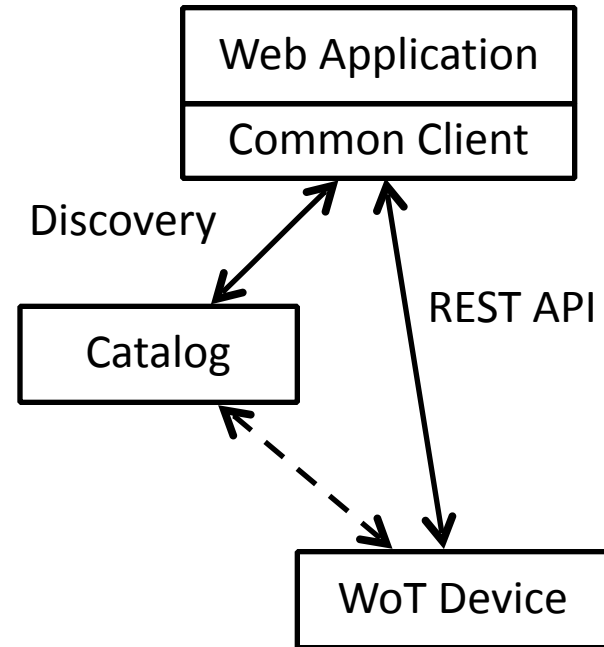 Web Application
Common Client
Discovery
REST API
Catalog
WoT Device